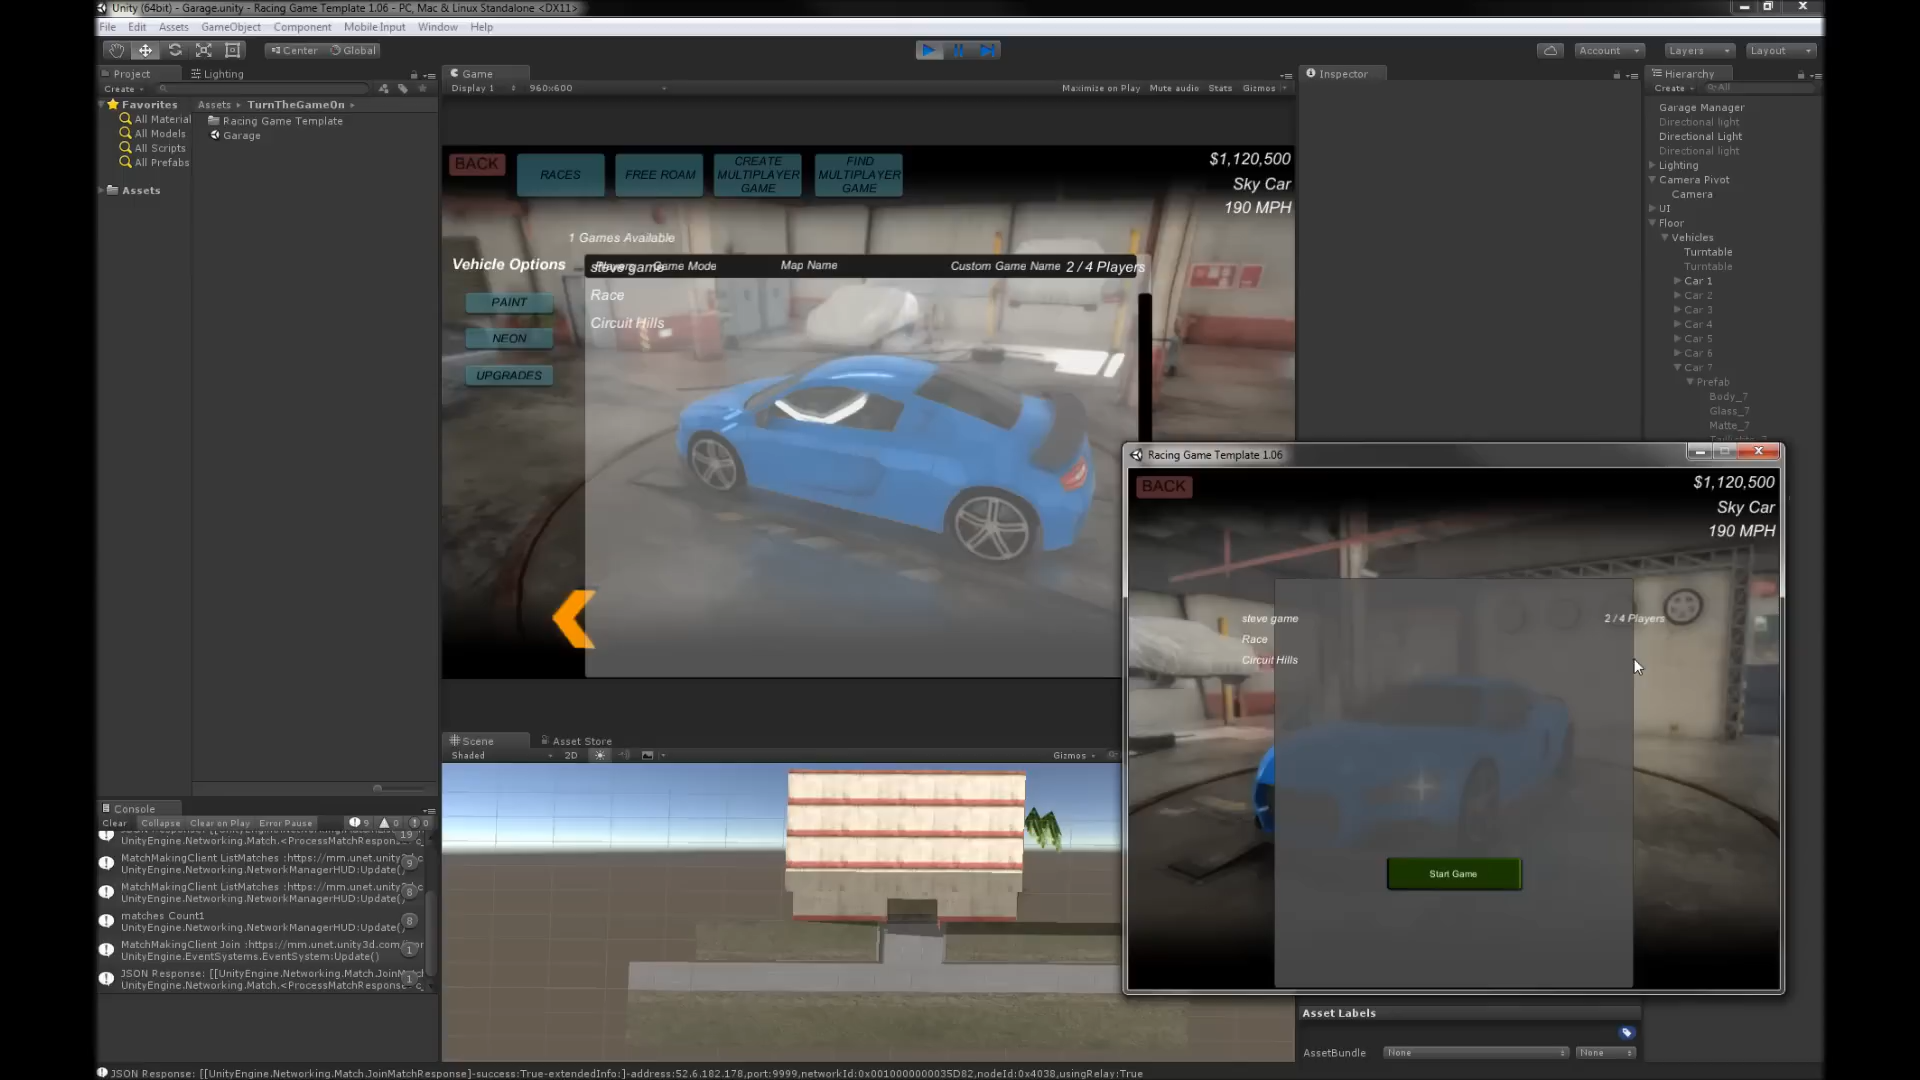 Unity (64bit) - Garage.unity - Racing Game Template 1.06 - PC, Mac & Linux Standalone <DX11>
File Edit Assets GameObject Component Mobile Input Window Help
Center Global
Account Layers Layout
Project Lighting
Game
Inspector
Hierarchy
Create
Display 1 960x600
Maximize on Play Mute audio Stats Gizmos
Create All
Favorites
All Material
All Models
All Scripts
All Prefabs
Assets
Assets TurnTheGameOn
Racing Game Template
Garage
BACK
RACES
FREE ROAM
CREATE MULTIPLAYER GAME
FIND MULTIPLAYER GAME
$1,120,500
Sky Car
190 MPH
1 Games Available
Vehicle Options
steve game
Game Mode
Map Name
Custom Game Name
2 / 4 Players
Race
Circuit Hills
PAINT
NEON
UPGRADES
Garage Manager
Directional light
Directional Light
Directional light
Lighting
Camera Pivot
Camera
UI
Floor
Vehicles
Turntable
Turntable
Car 1
Car 2
Car 3
Car 4
Car 5
Car 6
Car 7
Prefab
Body_7
Glass_7
Matte_7
Racing Game Template 1.06
BACK
$1,120,500
Sky Car
190 MPH
steve game
2 / 4 Players
Race
Circuit Hills
Start Game
Scene Asset Store
Shaded 2D Gizmos
Console
Clear Collapse Clear on Play Error Pause 9 0 0
19
UnityEngine.Networking.Match.<ProcessMatchRespon
MatchMakingClient ListMatches :https://mm.unet.unity
UnityEngine.Networking.NetworkManagerHUD:Update()
9
MatchMakingClient ListMatches :https://mm.unet.unity
UnityEngine.Networking.NetworkManagerHUD:Update()
8
matches Count1
UnityEngine.Networking.NetworkManagerHUD:Update()
8
MatchMakingClient Join :https://mm.unet.unity3d.com/
UnityEngine.EventSystems.EventSystem:Update()
1
JSON Response: [[UnityEngine.Networking.Match.JoinMatch
UnityEngine.Networking.Match.<ProcessMatchRespons
1
Asset Labels
AssetBundle None None
JSON Response: [[UnityEngine.Networking.Match.JoinMatchResponse]-success:True-extendedInfo:]-address:52.6.182.178,port:9999,networkId:0x0010000000035D82,nodeId:0x4038,usingRelay:True